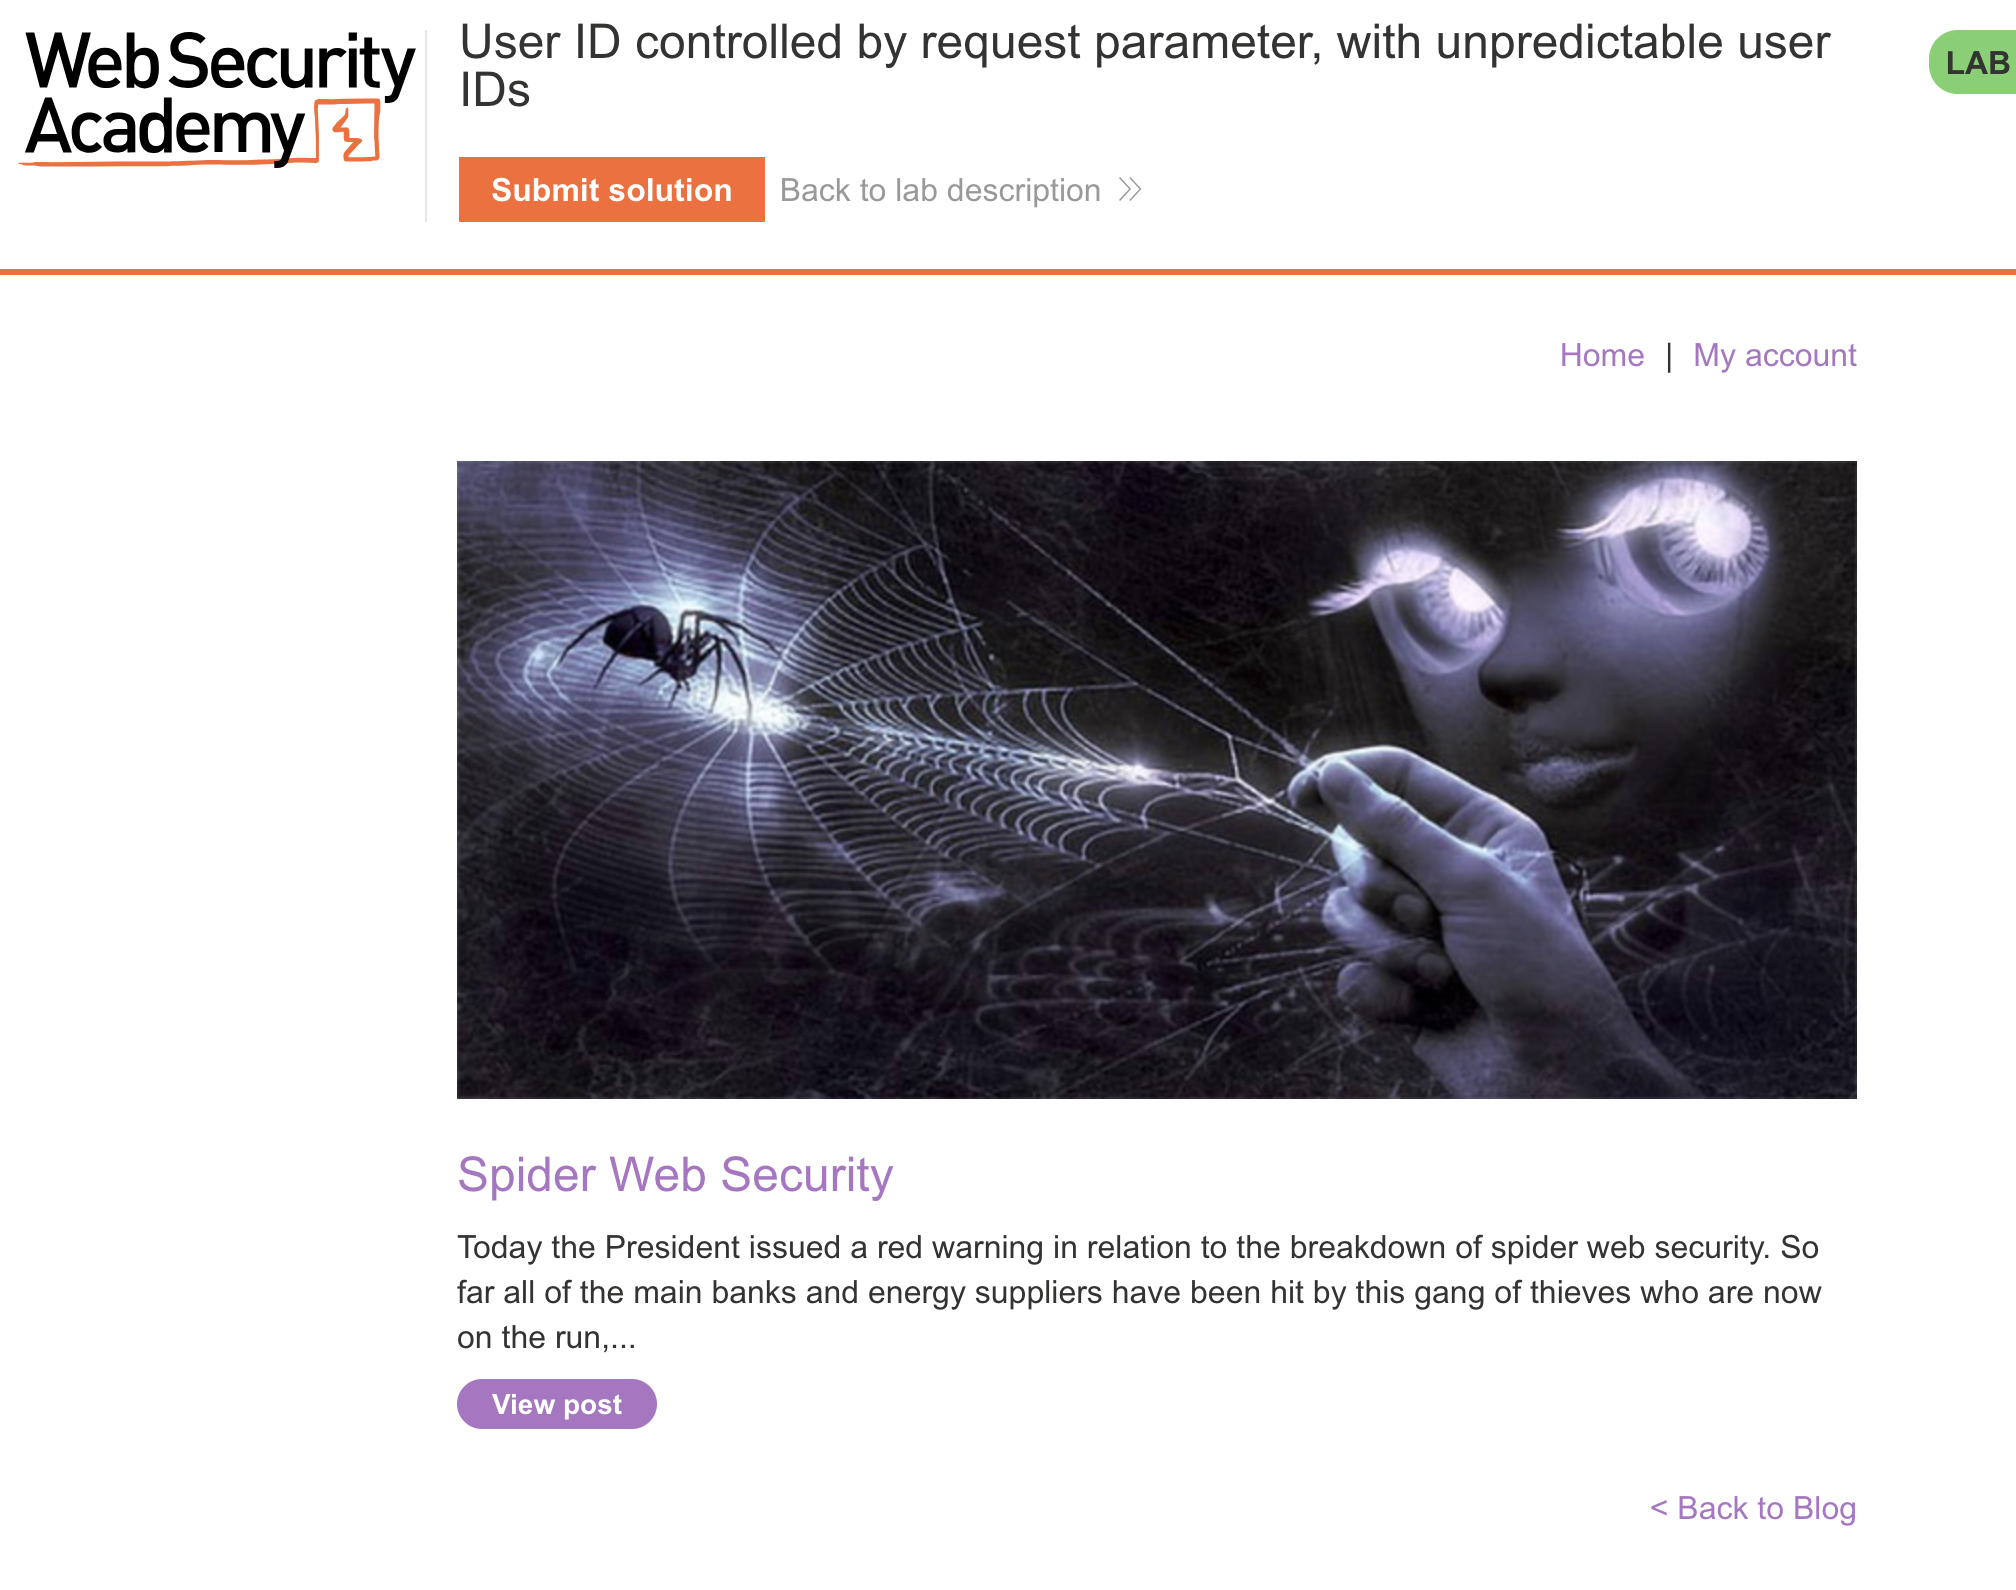 Web Security
Academy
User ID controlled by request parameter, with unpredictable user
IDs
LAB
Submit solution
Back to lab description
Home | My account
Spider Web Security
Today the President issued a red warning in relation to the breakdown of spider web security. So
far all of the main banks and energy suppliers have been hit by this gang of thieves who are now
on the run,...
View post
< Back to Blog